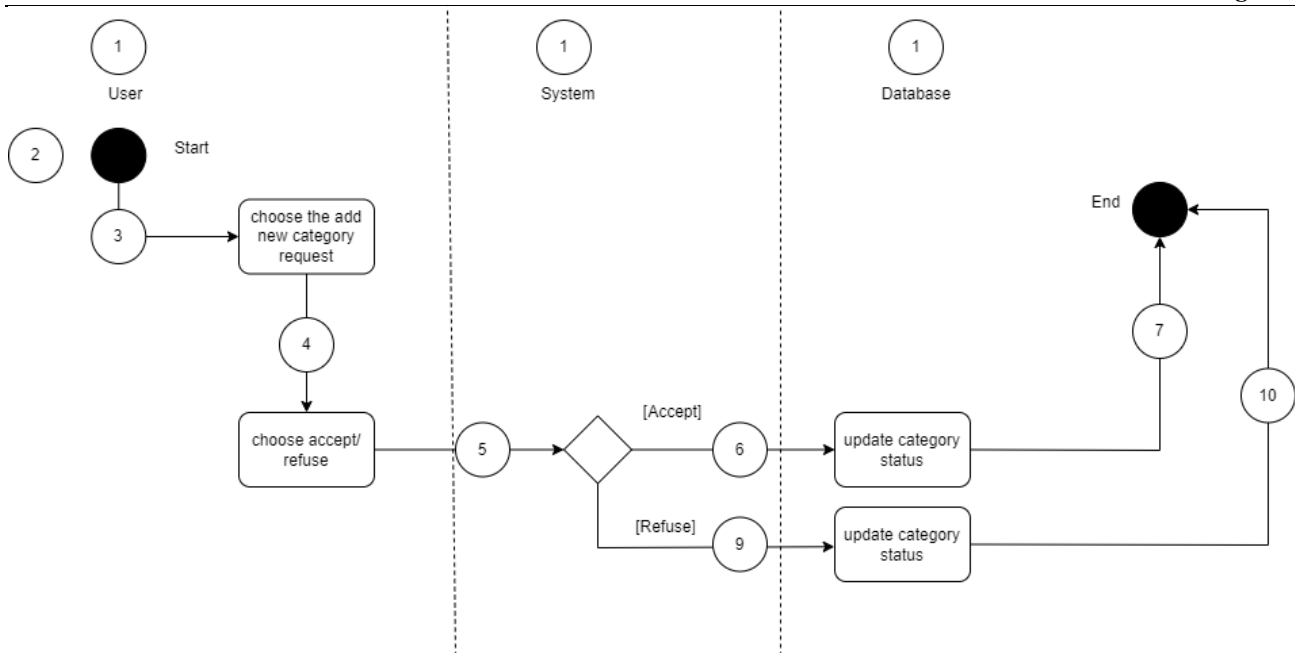 1
1
1
User
System
Database
2
Start
3
choose the add
new category
request
End
4
7
10
choose accept/
refuse
5
[Accept]
6
update category
status
[Refuse]
9
update category
status